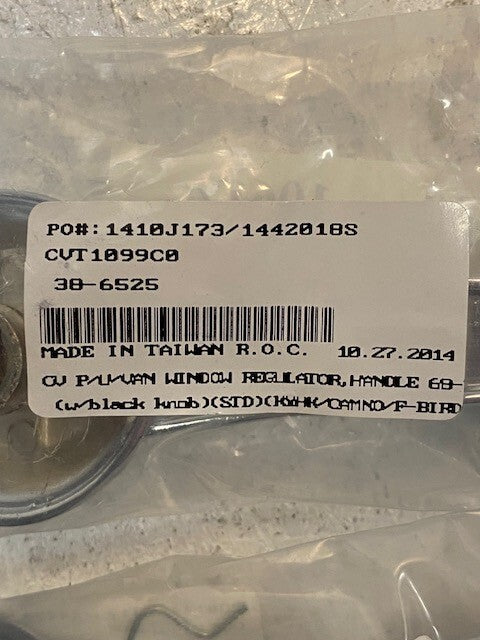 PO#: 1410J173/1442018S
CVT1099C0
38-6525
MADE IN TAIWAN R.O.C. 10.27.2014
CV P/U/VAN WINDOW REGULATOR,HANDLE 68-
(w/black knob)(STD)(KWHK/CAMNO/F-BIRD